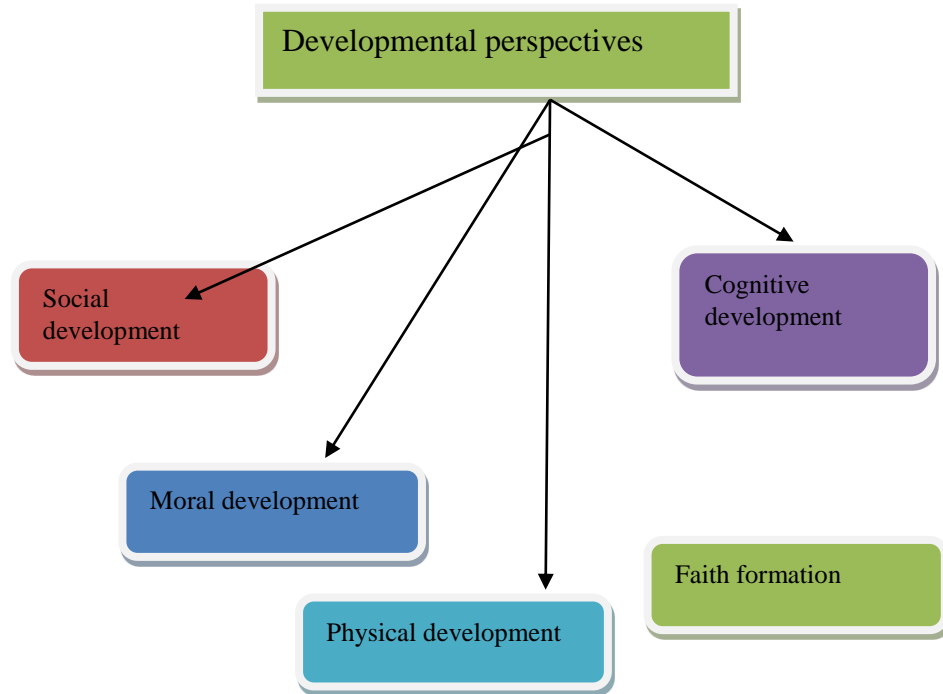 Developmental perspectives
Social
development
Cognitive
development
Moral development
Faith formation
Physical development